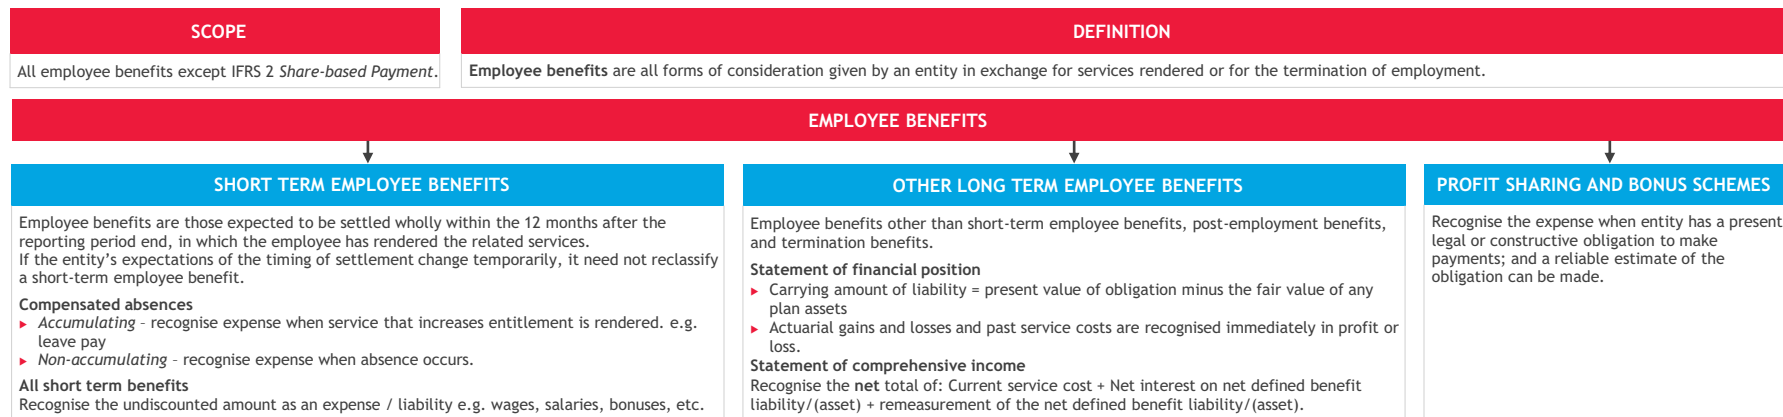 SCOPE
All employee benefits except IFRS 2 Share-based Payment.
DEFINITION
Employee benefits are all forms of consideration given by an entity in exchange for services rendered or for the termination of employment.
EMPLOYEE BENEFITS
SHORT TERM EMPLOYEE BENEFITS
Employee benefits are those expected to be settled wholly within the 12 months after the
reporting period end, in which the employee has rendered the related services.
If the entity's expectations of the timing of settlement change temporarily, it need not reclassify
a short-term employee benefit.
Compensated absences
► Accumulating – recognise expense when service that increases entitlement is rendered. e.g.
leave pay
► Non-accumulating – recognise expense when absence occurs.
All short term benefits
Recognise the undiscounted amount as an expense / liability e.g. wages, salaries, bonuses, etc.
OTHER LONG TERM EMPLOYEE BENEFITS
Employee benefits other than short-term employee benefits, post-employment benefits,
and termination benefits.
Statement of financial position
► Carrying amount of liability = present value of obligation minus the fair value of any
plan assets
► Actuarial gains and losses and past service costs are recognised immediately in profit or
loss.
Statement of comprehensive income
Recognise the net total of: Current service cost + Net interest on net defined benefit
liability/(asset) + remeasurement of the net defined benefit liability/(asset).
PROFIT SHARING AND BONUS SCHEMES
Recognise the expense when entity has a present
legal or constructive obligation to make
payments; and a reliable estimate of the
obligation can be made.